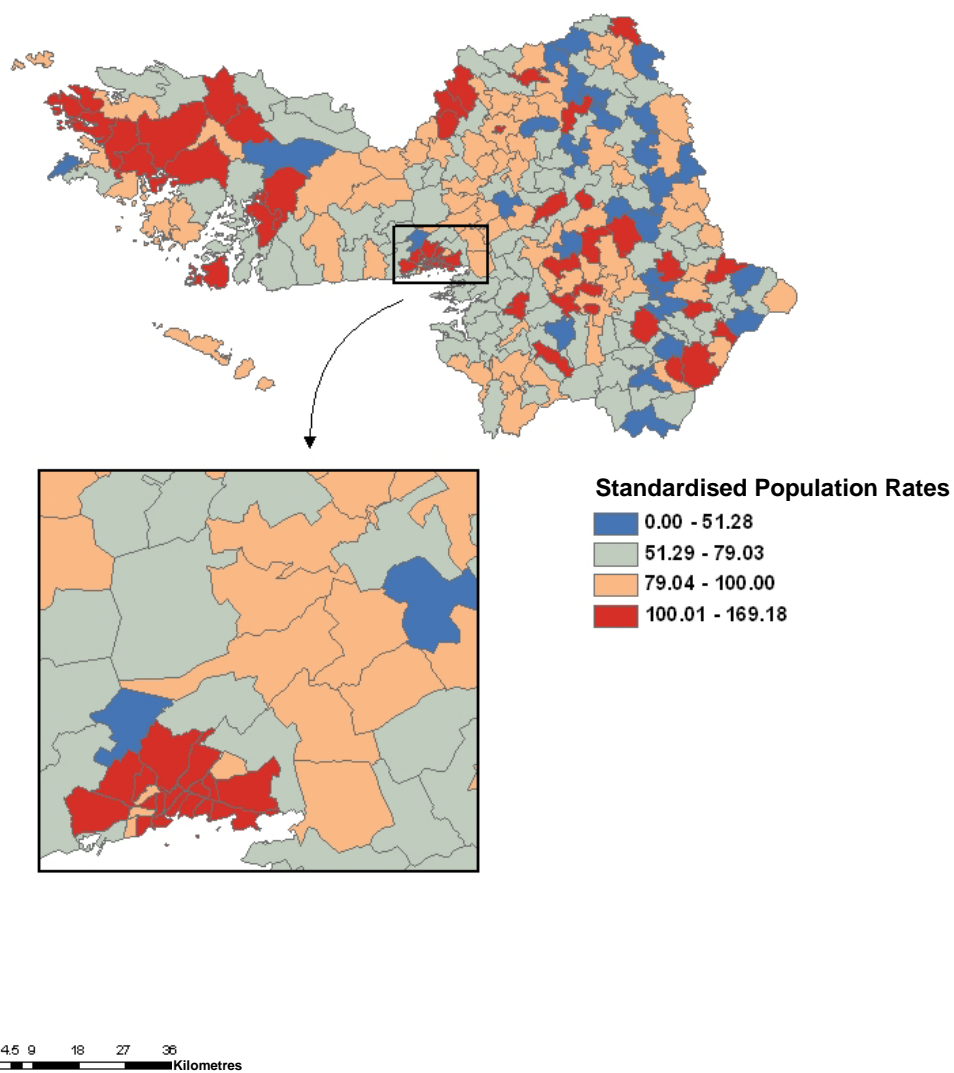 Standardised Population Rates
0.00 - 51.28
51.29 - 79.03
79.04 - 100.00
100.01 - 169.18
4.5 9 18 27 36
Kilometres